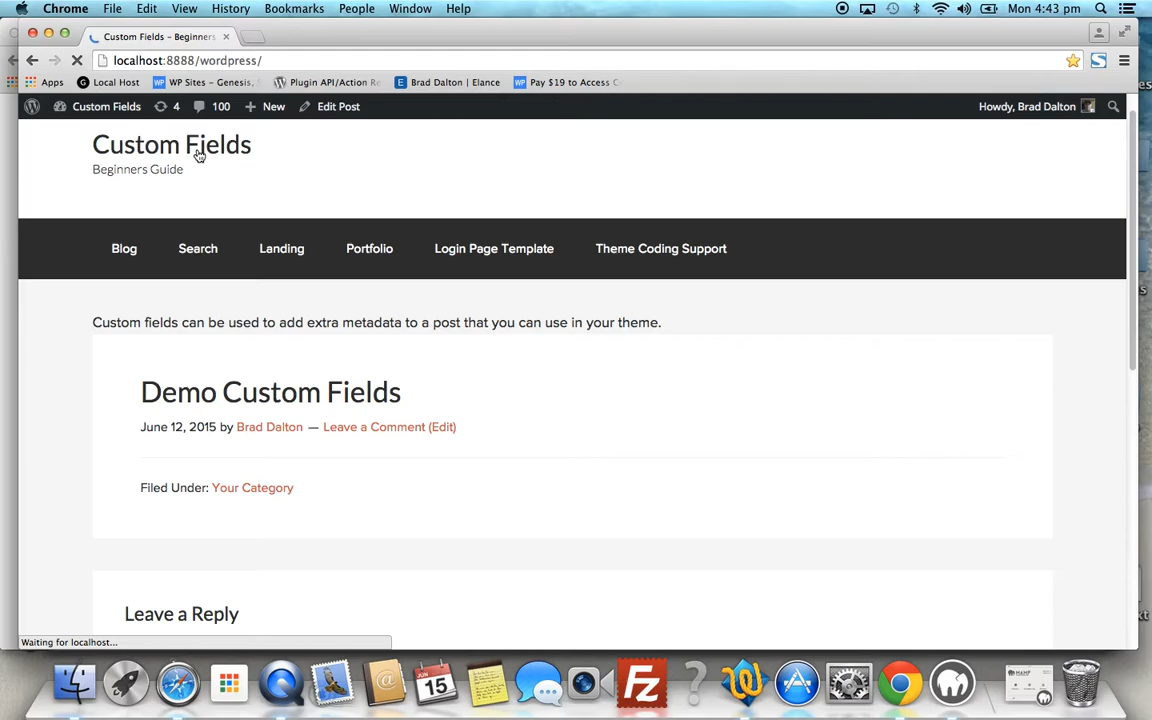 Chrome File Edit View History Bookmarks People Window Help Mon 4:43 pm
Custom Fields – Beginners
localhost:8888/wordpress/
Apps Local Host WP Sites – Genesis, Plugin API/Action Re Brad Dalton | Elance Pay $19 to Access
Custom Fields 4 100 New Edit Post Howdy, Brad Dalton
Custom Fields
Beginners Guide
Blog Search Landing Portfolio Login Page Template Theme Coding Support
Custom fields can be used to add extra metadata to a post that you can use in your theme.
Demo Custom Fields
June 12, 2015 by Brad Dalton — Leave a Comment (Edit)
Filed Under: Your Category
Leave a Reply
Waiting for localhost...
15
Fz